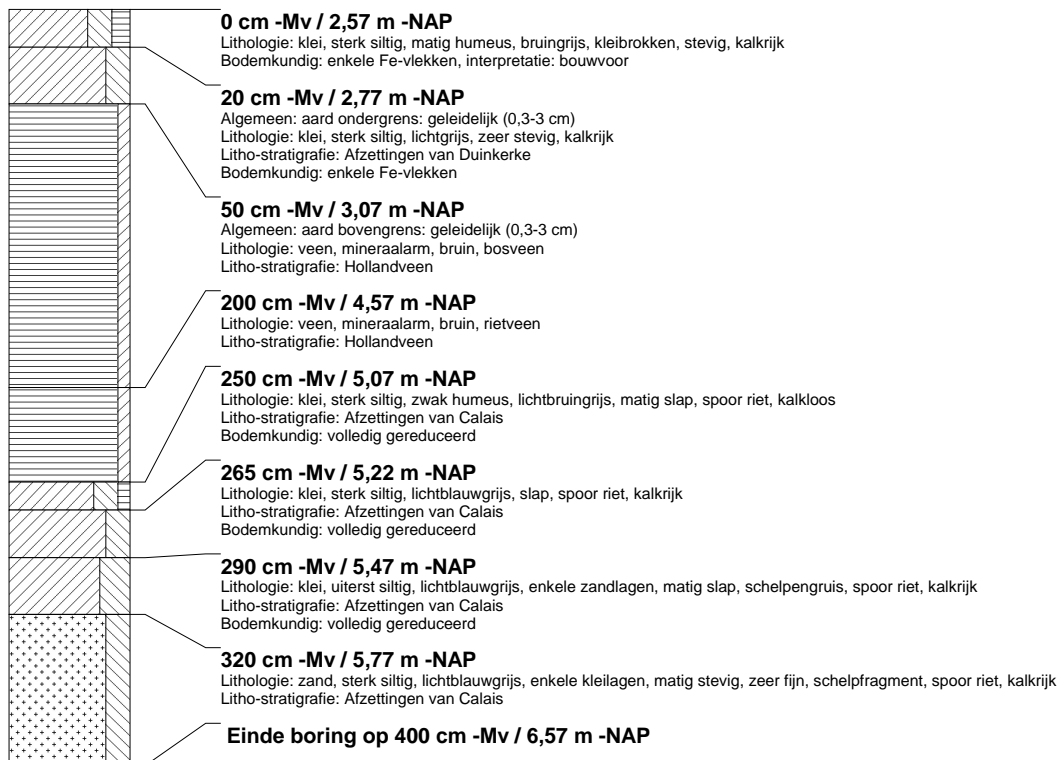 0 cm -Mv / 2,57 m -NAP
Lithologie: klei, sterk siltig, matig humeus, bruingrijs, kleibrokken, stevig, kalkrijk
Bodemkundig: enkele Fe-vlekken, interpretatie: bouwvoor
20 cm -Mv / 2,77 m -NAP
Algemeen: aard ondergrens: geleidelijk (0,3-3 cm)
Lithologie: klei, sterk siltig, lichtgrijs, zeer stevig, kalkrijk
Litho-stratigrafie: Afzettingen van Duinkerke
Bodemkundig: enkele Fe-vlekken
50 cm -Mv / 3,07 m -NAP
Algemeen: aard bovengrens: geleidelijk (0,3-3 cm)
Lithologie: veen, mineraalarm, bruin, bosveen
Litho-stratigrafie: Hollandveen
200 cm -Mv / 4,57 m -NAP
Lithologie: veen, mineraalarm, bruin, rietveen
Litho-stratigrafie: Hollandveen
250 cm -Mv / 5,07 m -NAP
Lithologie: klei, sterk siltig, zwak humeus, lichtbruingrijs, matig slap, spoor riet, kalkloos
Litho-stratigrafie: Afzettingen van Calais
Bodemkundig: volledig gereduceerd
265 cm -Mv / 5,22 m -NAP
Lithologie: klei, sterk siltig, lichtblauwgrijs, slap, spoor riet, kalkrijk
Litho-stratigrafie: Afzettingen van Calais
Bodemkundig: volledig gereduceerd
290 cm -Mv / 5,47 m -NAP
Lithologie: klei, uiterst siltig, lichtblauwgrijs, enkele zandlagen, matig slap, schelpengruis, spoor riet, kalkrijk
Litho-stratigrafie: Afzettingen van Calais
Bodemkundig: volledig gereduceerd
320 cm -Mv / 5,77 m -NAP
Lithologie: zand, sterk siltig, lichtblauwgrijs, enkele kleilagen, matig stevig, zeer fijn, schelpfragment, spoor riet, kalkrijk
Litho-stratigrafie: Afzettingen van Calais
Einde boring op 400 cm -Mv / 6,57 m -NAP